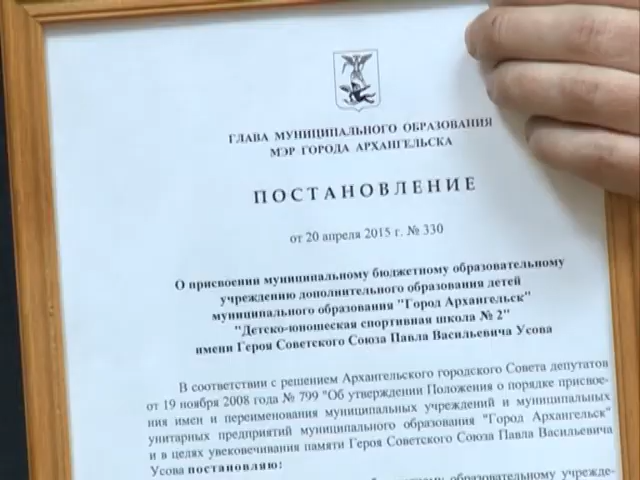 ГЛАВА МУНИЦИПАЛЬНОГО ОБРАЗОВАНИЯ
МЭР ГОРОДА АРХАНГЕЛЬСКА
ПОСТАНОВЛЕНИЕ
от 20 апреля 2015 г. № 330
О присвоении муниципальному бюджетному образовательному
учреждению дополнительного образования детей
муниципального образования "Город Архангельск"
"Детско-юношеская спортивная школа № 2"
имени Героя Советского Союза Павла Васильевича Усова
В соответствии с решением Архангельского городского Совета депутатов
от 19 ноября 2008 года № 799 "Об утверждении Положения о порядке присвое-
ния имен и переименования муниципальных учреждений и муниципальных
унитарных предприятий муниципального образования "Город Архангельск"
и в целях увековечивания памяти Героя Советского Союза Павла Васильевича
Усова постановляю:
образовательному учрежде-